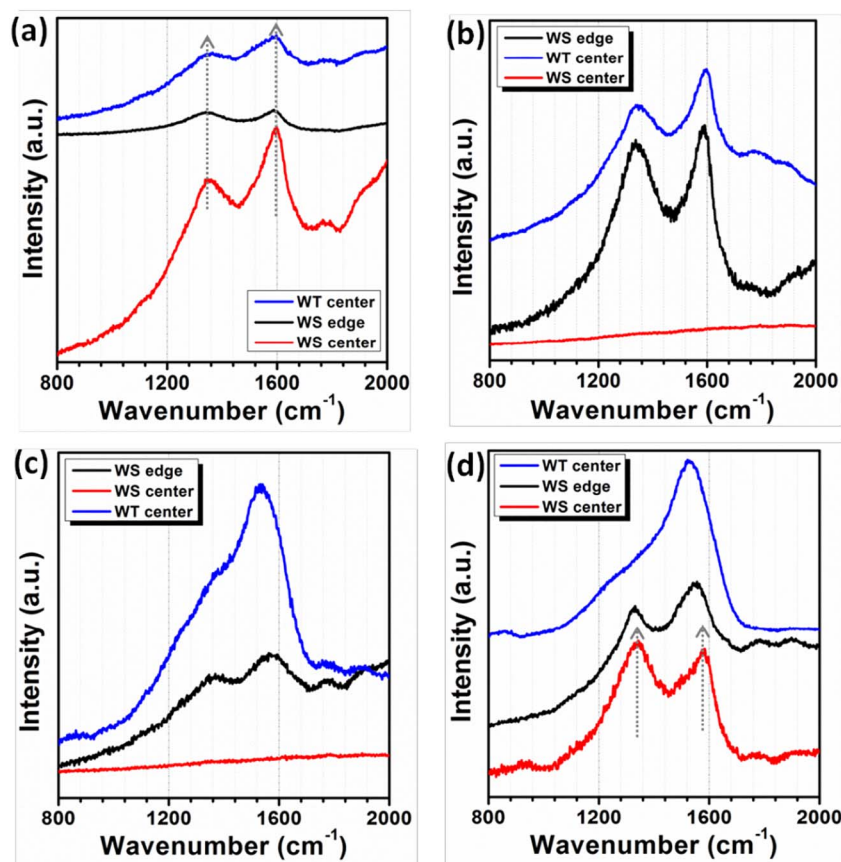 (a)
Intensity (a.u.)
WT center
WS edge
WS center
800 1200 1600 2000
Wavenumber (cm-1)
(b)
WS edge
WT center
WS center
Intensity (a.u.)
800 1200 1600 2000
Wavenumber (cm-1)
(c)
WS edge
WS center
WT center
Intensity (a.u.)
800 1200 1600 2000
Wavenumber (cm-1)
(d)
WT center
WS edge
WS center
Intensity (a.u.)
800 1200 1600 2000
Wavenumber (cm-1)